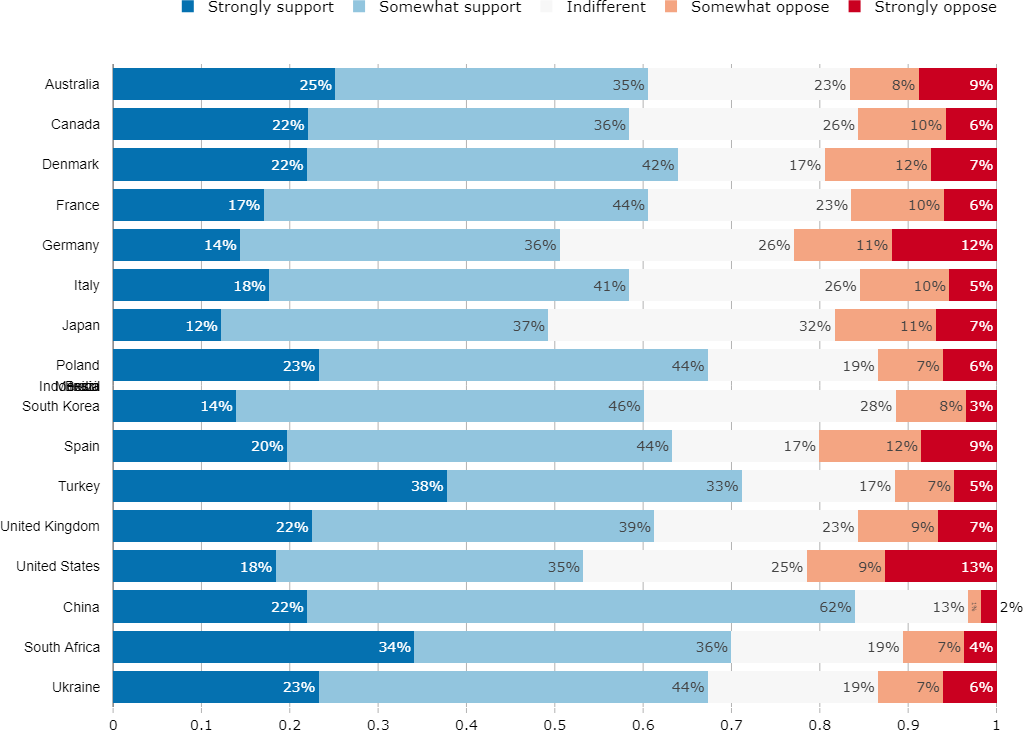 Strongly support Somewhat support Indifferent Somewhat oppose Strongly oppose
Australia 25% 35% 23% 8% 9%
Canada 22% 36% 26% 10% 6%
Denmark 22% 42% 17% 12% 7%
France 17% 44% 23% 10% 6%
Germany 14% 36% 26% 11% 12%
Italy 18% 41% 26% 10% 5%
Japan 12% 37% 32% 11% 7%
Poland 23% 44% 19% 7% 6%
South Korea 14% 46% 28% 8% 3%
Spain 20% 44% 17% 12% 9%
Turkey 38% 33% 17% 7% 5%
United Kingdom 22% 39% 23% 9% 7%
United States 18% 35% 25% 9% 13%
China 22% 62% 13% 2%
South Africa 34% 36% 19% 7% 4%
Ukraine 23% 44% 19% 7% 6%
0 0.1 0.2 0.3 0.4 0.5 0.6 0.7 0.8 0.9 1